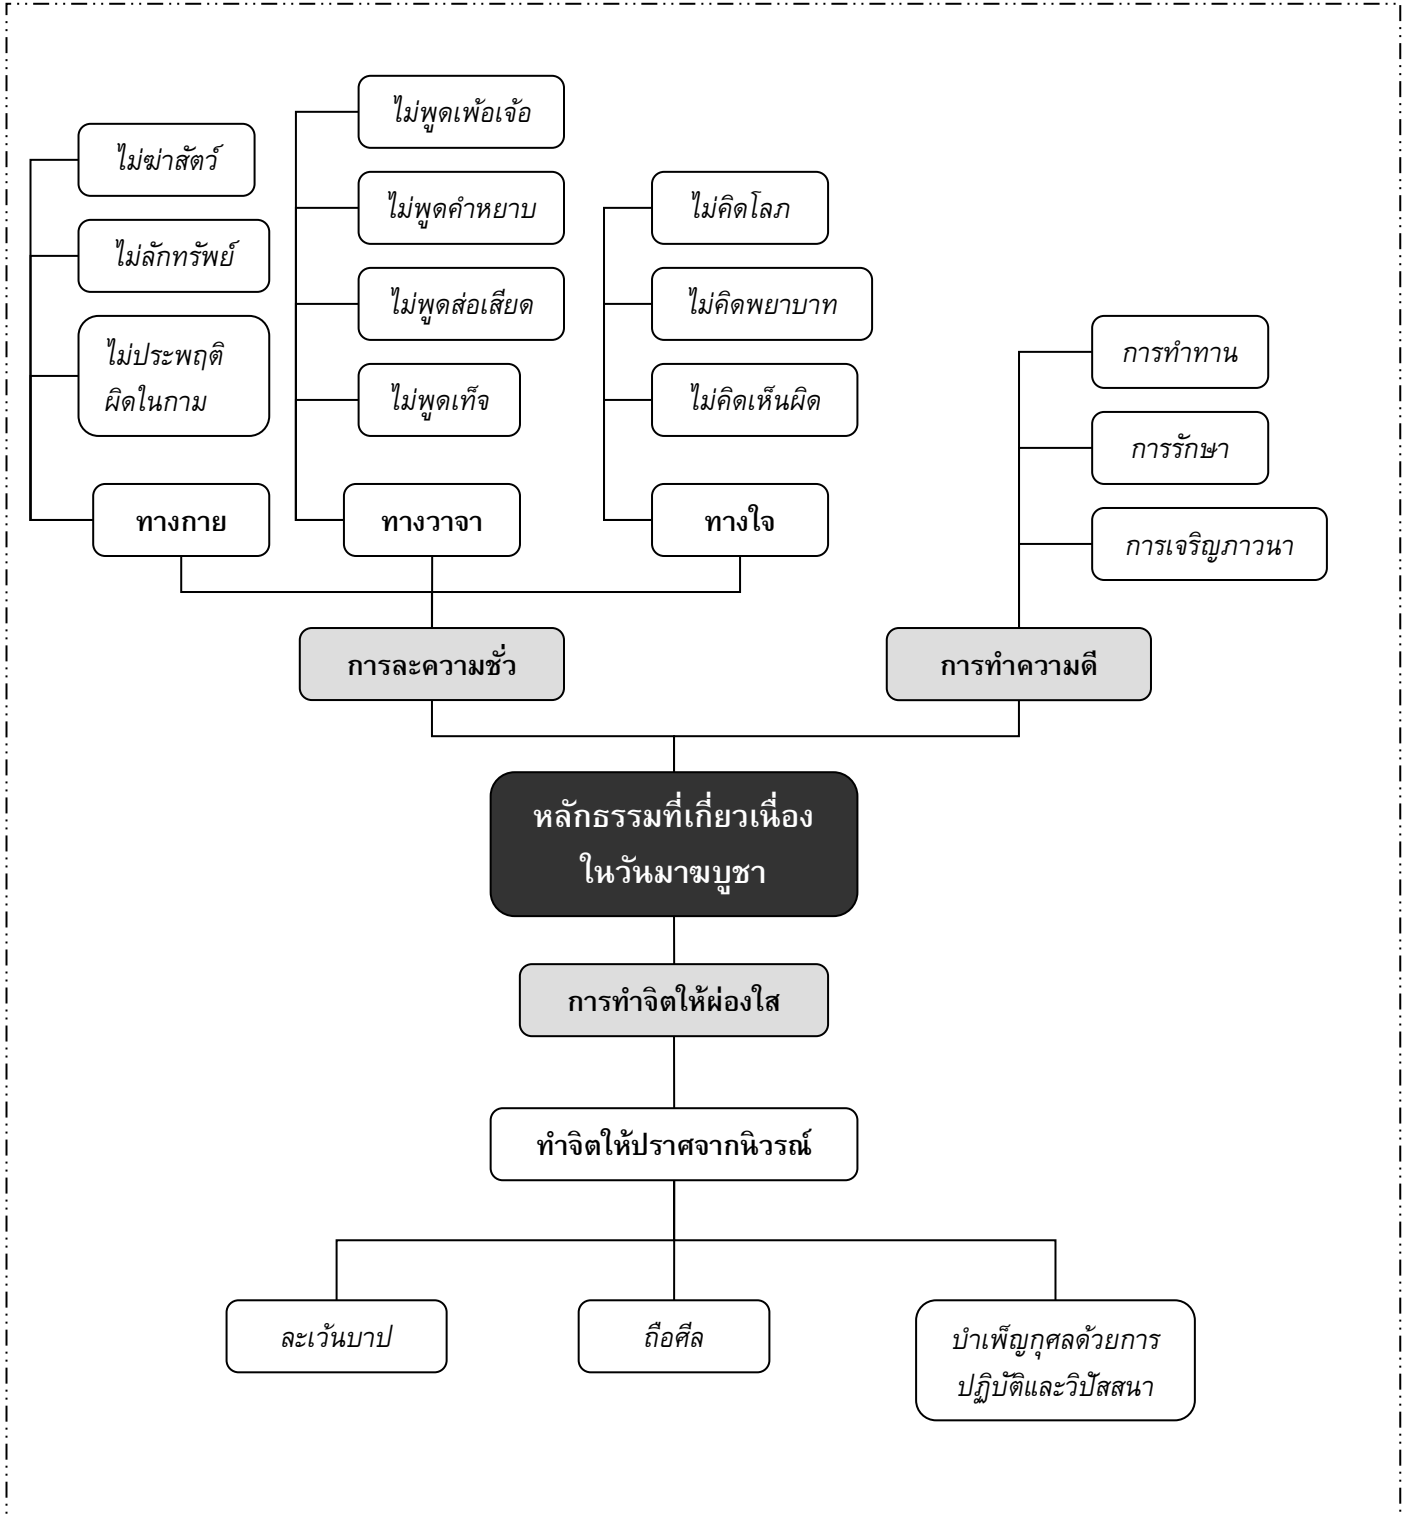 ไม่พูดเพ้อเจ้อ
ไม่ฆ่าสัตว์
ไม่พูดคำหยาบ
ไม่คิดโลภ
ไม่ลักทรัพย์
ไม่พูดส่อเสียด
ไม่คิดพยาบาท
ไม่ประพฤติ
ผิดในกาม
การทำทาน
ไม่พูดเท็จ
ไม่คิดเห็นผิด
การรักษา
ทางกาย
ทางวาจา
ทางใจ
การเจริญภาวนา
การละความชั่ว
การทำความดี
หลักธรรมที่เกี่ยวเนื่อง
ในวันมาฆบูชา
การทำจิตให้ผ่องใส
ทำจิตให้ปราศจากนิวรณ์
ละเว้นบาป
ถือศีล
บำเพ็ญกุศลด้วยการ
ปฏิบัติและวิปัสสนา